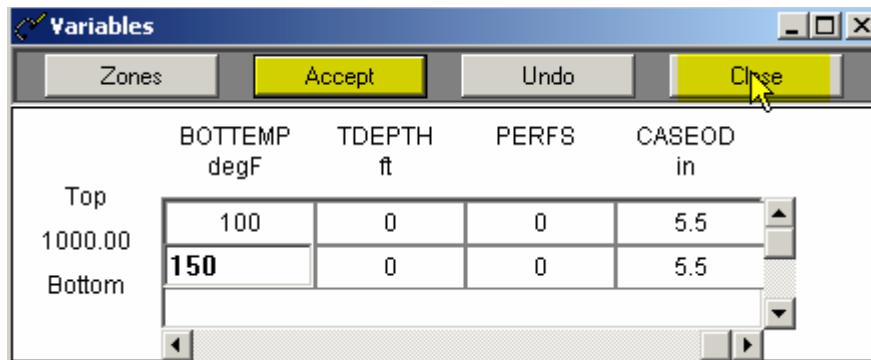 Variables
Zones Accept Undo Close
BOTTEMP TDEPTH PERFS CASEOD
degF ft in
Top
100 0 0 5.5
1000.00
150 0 0 5.5
Bottom